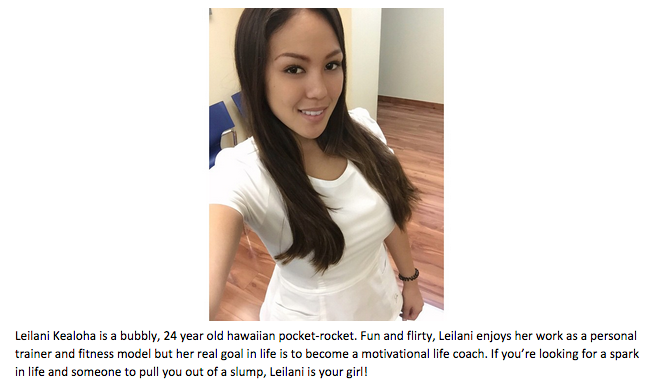 Leilani Kealoha is a bubbly, 24 year old hawaiian pocket-rocket. Fun and flirty, Leilani enjoys her work as a personal
trainer and fitness model but her real goal in life is to become a motivational life coach. If you’re looking for a spark
in life and someone to pull you out of a slump, Leilani is your girl!